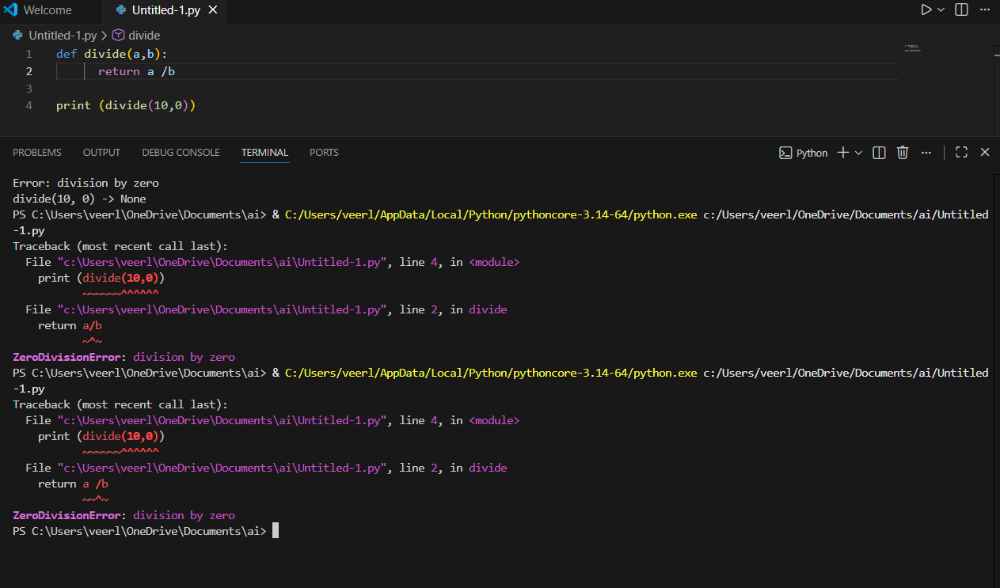 Welcome
Untitled-1.py
Untitled-1.py > divide
1 def divide(a,b):
2 return a /b
3
4 print (divide(10,0))
PROBLEMS OUTPUT DEBUG CONSOLE TERMINAL PORTS
Python
Error: division by zero
divide(10, 0) -> None
PS C:\Users\veerl\OneDrive\Documents\ai> & C:/Users/veerl/AppData/Local/Python/pythoncore-3.14-64/python.exe c:/Users/veerl/OneDrive/Documents/ai/Untitled
-1.py
Traceback (most recent call last):
File "c:\Users\veerl\OneDrive\Documents\ai\Untitled-1.py", line 4, in <module>
print (divide(10,0))
~~~~~~^^^^^^
File "c:\Users\veerl\OneDrive\Documents\ai\Untitled-1.py", line 2, in divide
return a/b
~^~
ZeroDivisionError: division by zero
PS C:\Users\veerl\OneDrive\Documents\ai> & C:/Users/veerl/AppData/Local/Python/pythoncore-3.14-64/python.exe c:/Users/veerl/OneDrive/Documents/ai/Untitled
-1.py
Traceback (most recent call last):
File "c:\Users\veerl\OneDrive\Documents\ai\Untitled-1.py", line 4, in <module>
print (divide(10,0))
~~~~~~^^^^^^
File "c:\Users\veerl\OneDrive\Documents\ai\Untitled-1.py", line 2, in divide
return a /b
~~^~
ZeroDivisionError: division by zero
PS C:\Users\veerl\OneDrive\Documents\ai>